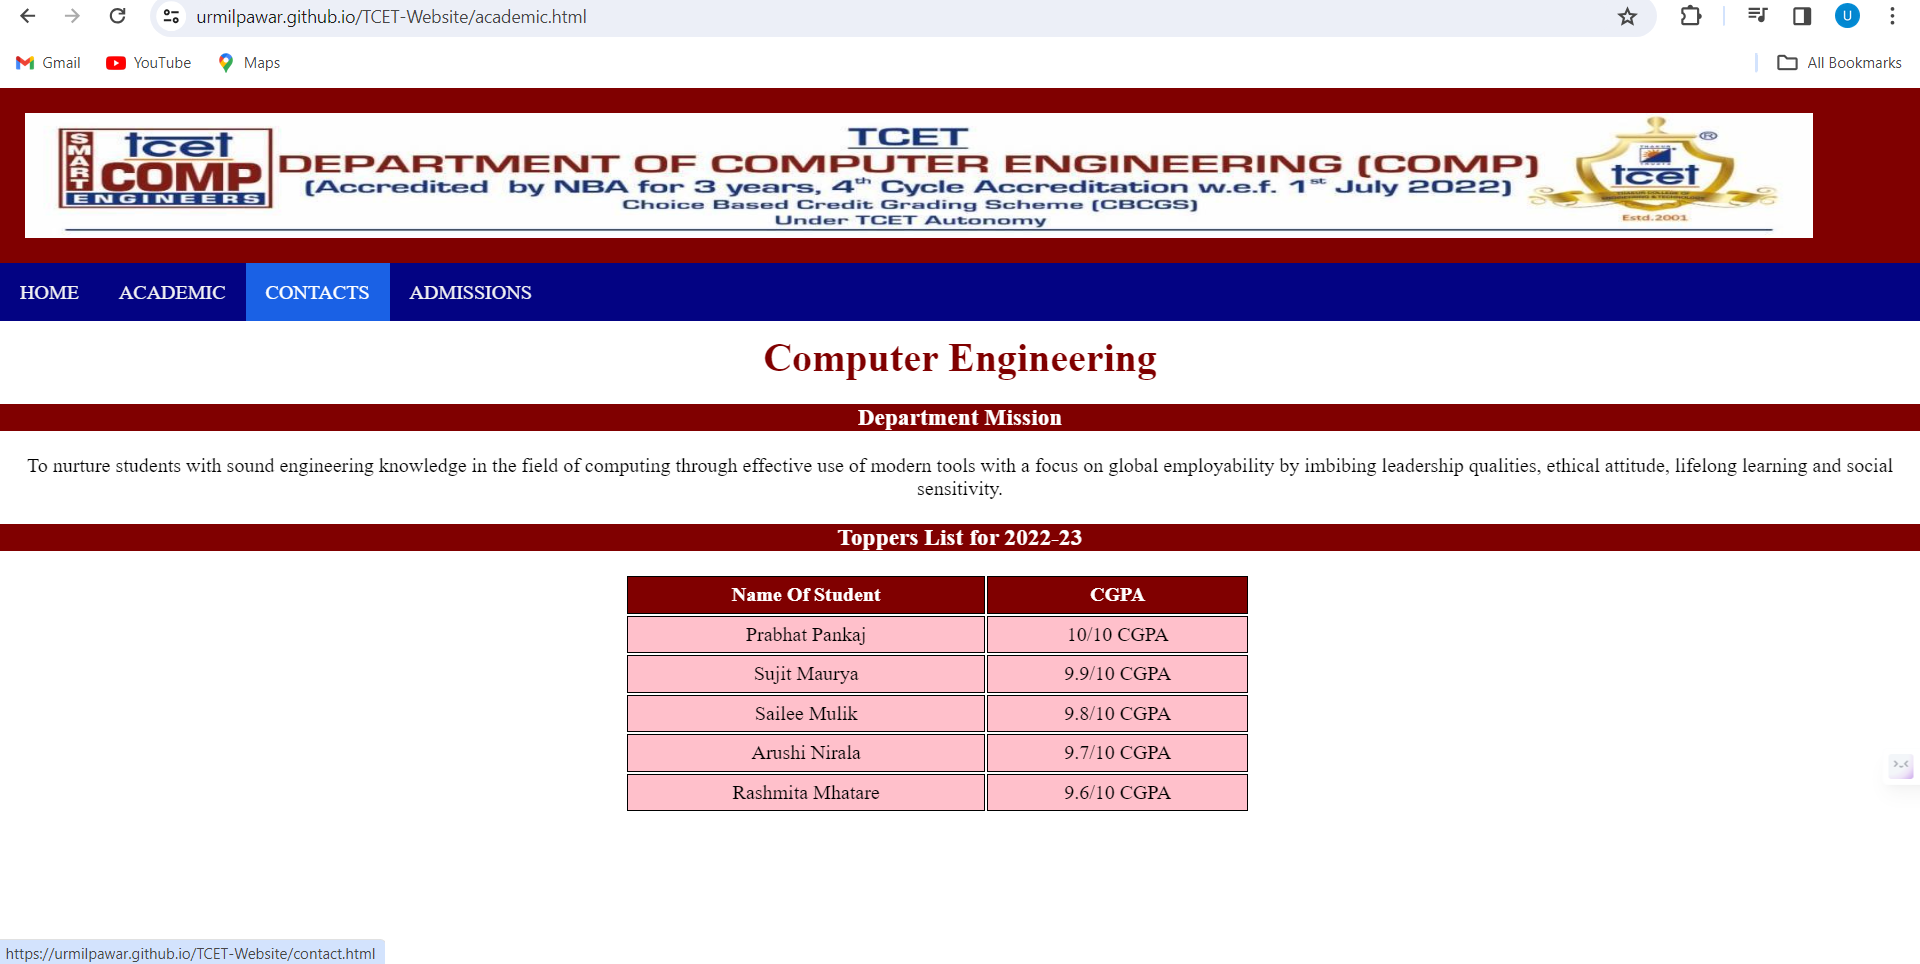 urmilpawar.github.io/TCET-Website/academic.html
U
Gmail YouTube Maps
All Bookmarks
SMART
tcet
COMP
ENGINEERS
TCET
DEPARTMENT OF COMPUTER ENGINEERING (COMP)
(Accredited by NBA for 3 years, 4th Cycle Accreditation w.e.f. 1st July 2022)
Choice Based Credit Grading Scheme (CBCGS)
Under TCET Autonomy
®
tcet
Estd.2001
HOME ACADEMIC CONTACTS ADMISSIONS
Computer Engineering
Department Mission
To nurture students with sound engineering knowledge in the field of computing through effective use of modern tools with a focus on global employability by imbibing leadership qualities, ethical attitude, lifelong learning and social
sensitivity.
Toppers List for 2022-23
Name Of Student CGPA
Prabhat Pankaj 10/10 CGPA
Sujit Maurya 9.9/10 CGPA
Sailee Mulik 9.8/10 CGPA
Arushi Nirala 9.7/10 CGPA
Rashmita Mhatare 9.6/10 CGPA
https://urmilpawar.github.io/TCET-Website/contact.html